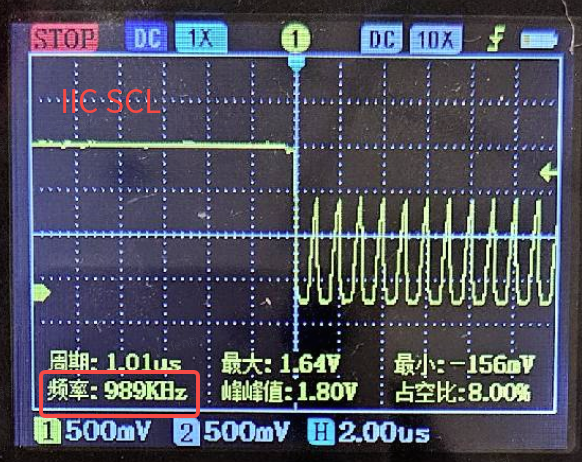 STOP DC 1X 1 DC 10X
IIC SCL
周期: 1.01us 最大: 1.64V 最小: -156mV
频率: 989KHz 峰峰值: 1.80V 占空比: 8.00%
1 500mV 2 500mV H 2.00us